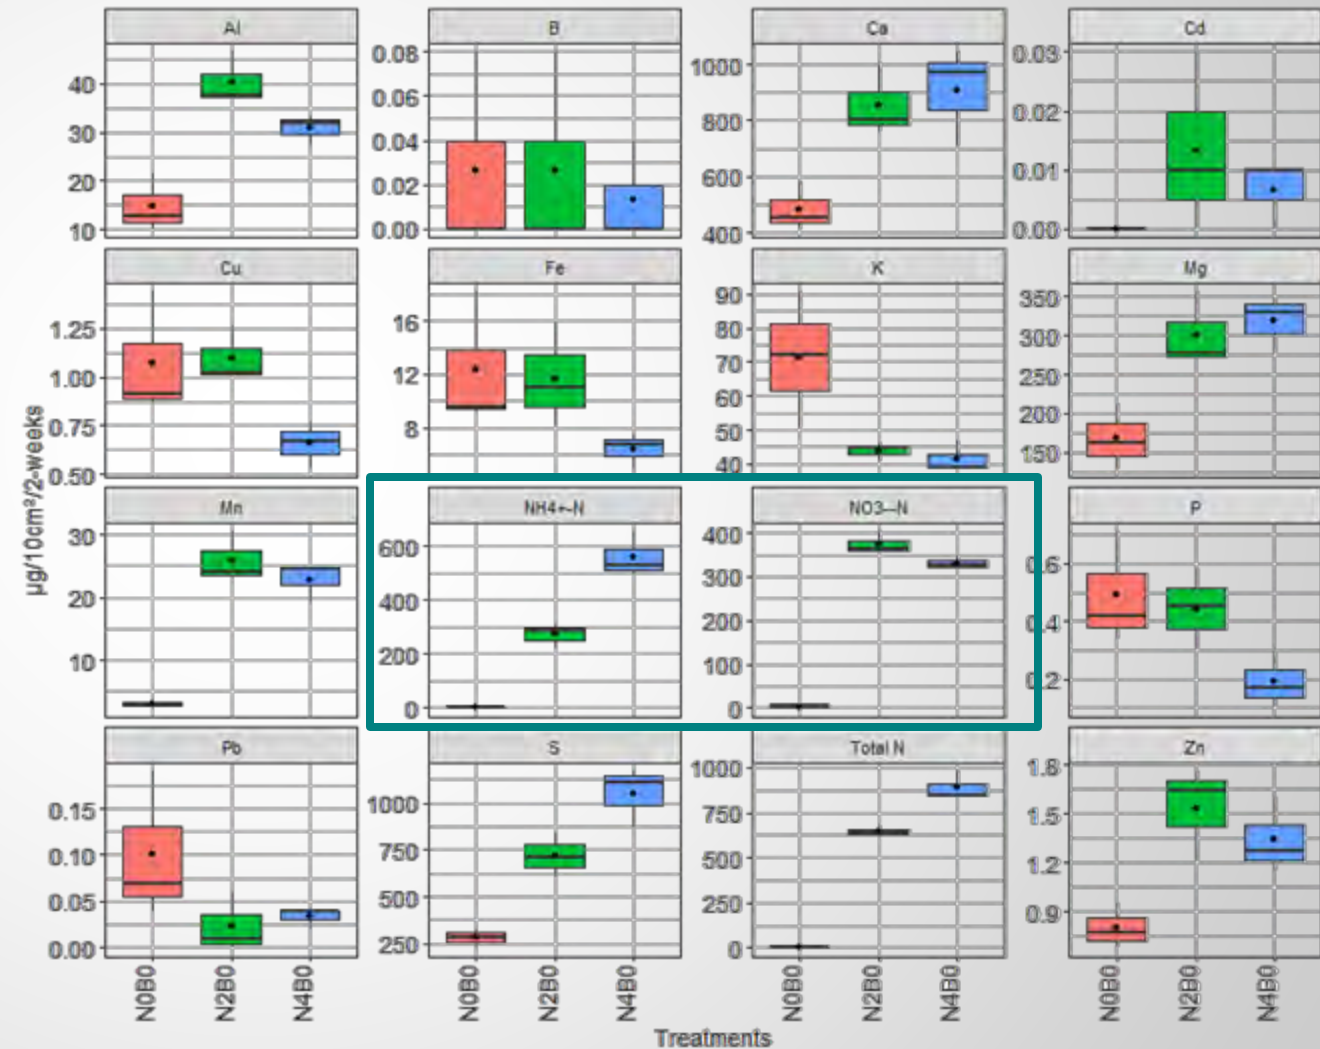 Al B Ca Cd
40 30 20 10
0.08 0.06 0.04 0.02 0.00
1000 800 600 400
0.03 0.02 0.01 0.00
Cu Fe K Mg
1.25 1.00 0.75 0.50
16 12 8
90 80 70 60 50 40
350 300 250 200 150
µg/10cm²/2-weeks
Mn NH4+-N NO3--N P
30 20 10
600 400 200 0
400 300 200 100 0
0.6 0.4 0.2
Pb S Total N Zn
0.15 0.10 0.05 0.00
1000 750 500 250
1000 750 500 250 0
1.8 1.5 1.2 0.9
N0B0 N2B0 N4B0 N0B0 N2B0 N4B0 N0B0 N2B0 N4B0 N0B0 N2B0 N4B0
Treatments